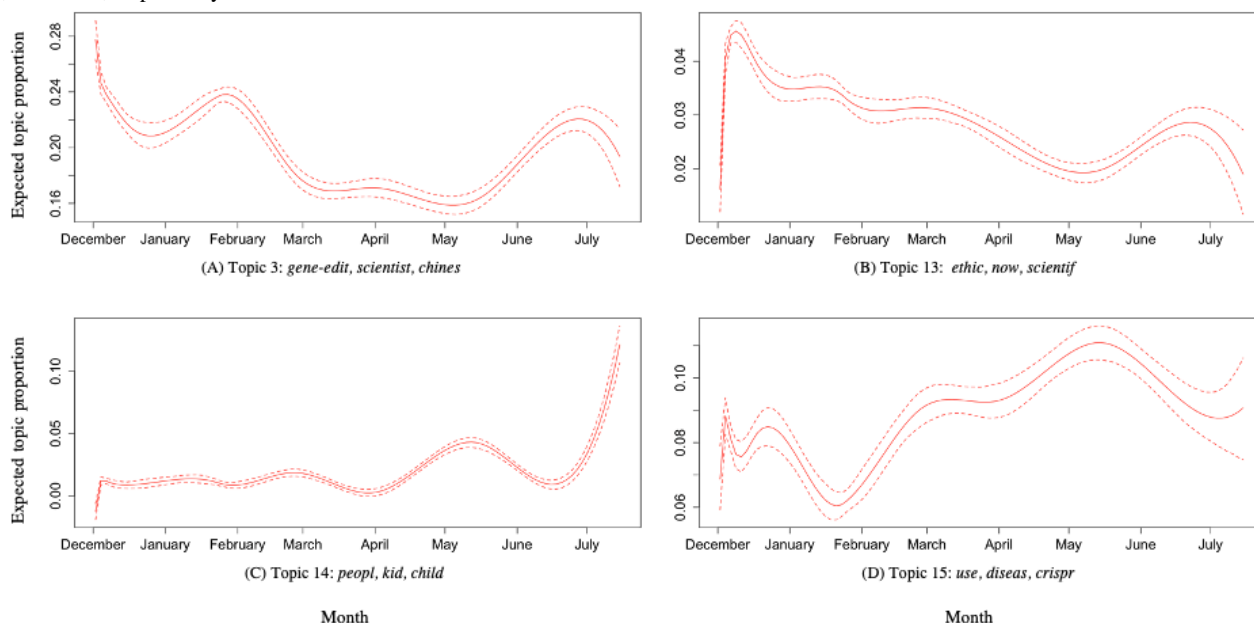 Expected topic proportion
0.28
0.24
0.20
0.16
December January February March April May June July
(A) Topic 3: gene-edit, scientist, chines
0.04
0.03
0.02
December January February March April May June July
(B) Topic 13: ethic, now, scientif
Expected topic proportion
0.10
0.05
0.00
December January February March April May June July
(C) Topic 14: peopl, kid, child
Month
0.10
0.08
0.06
December January February March April May June July
(D) Topic 15: use, diseas, crispr
Month